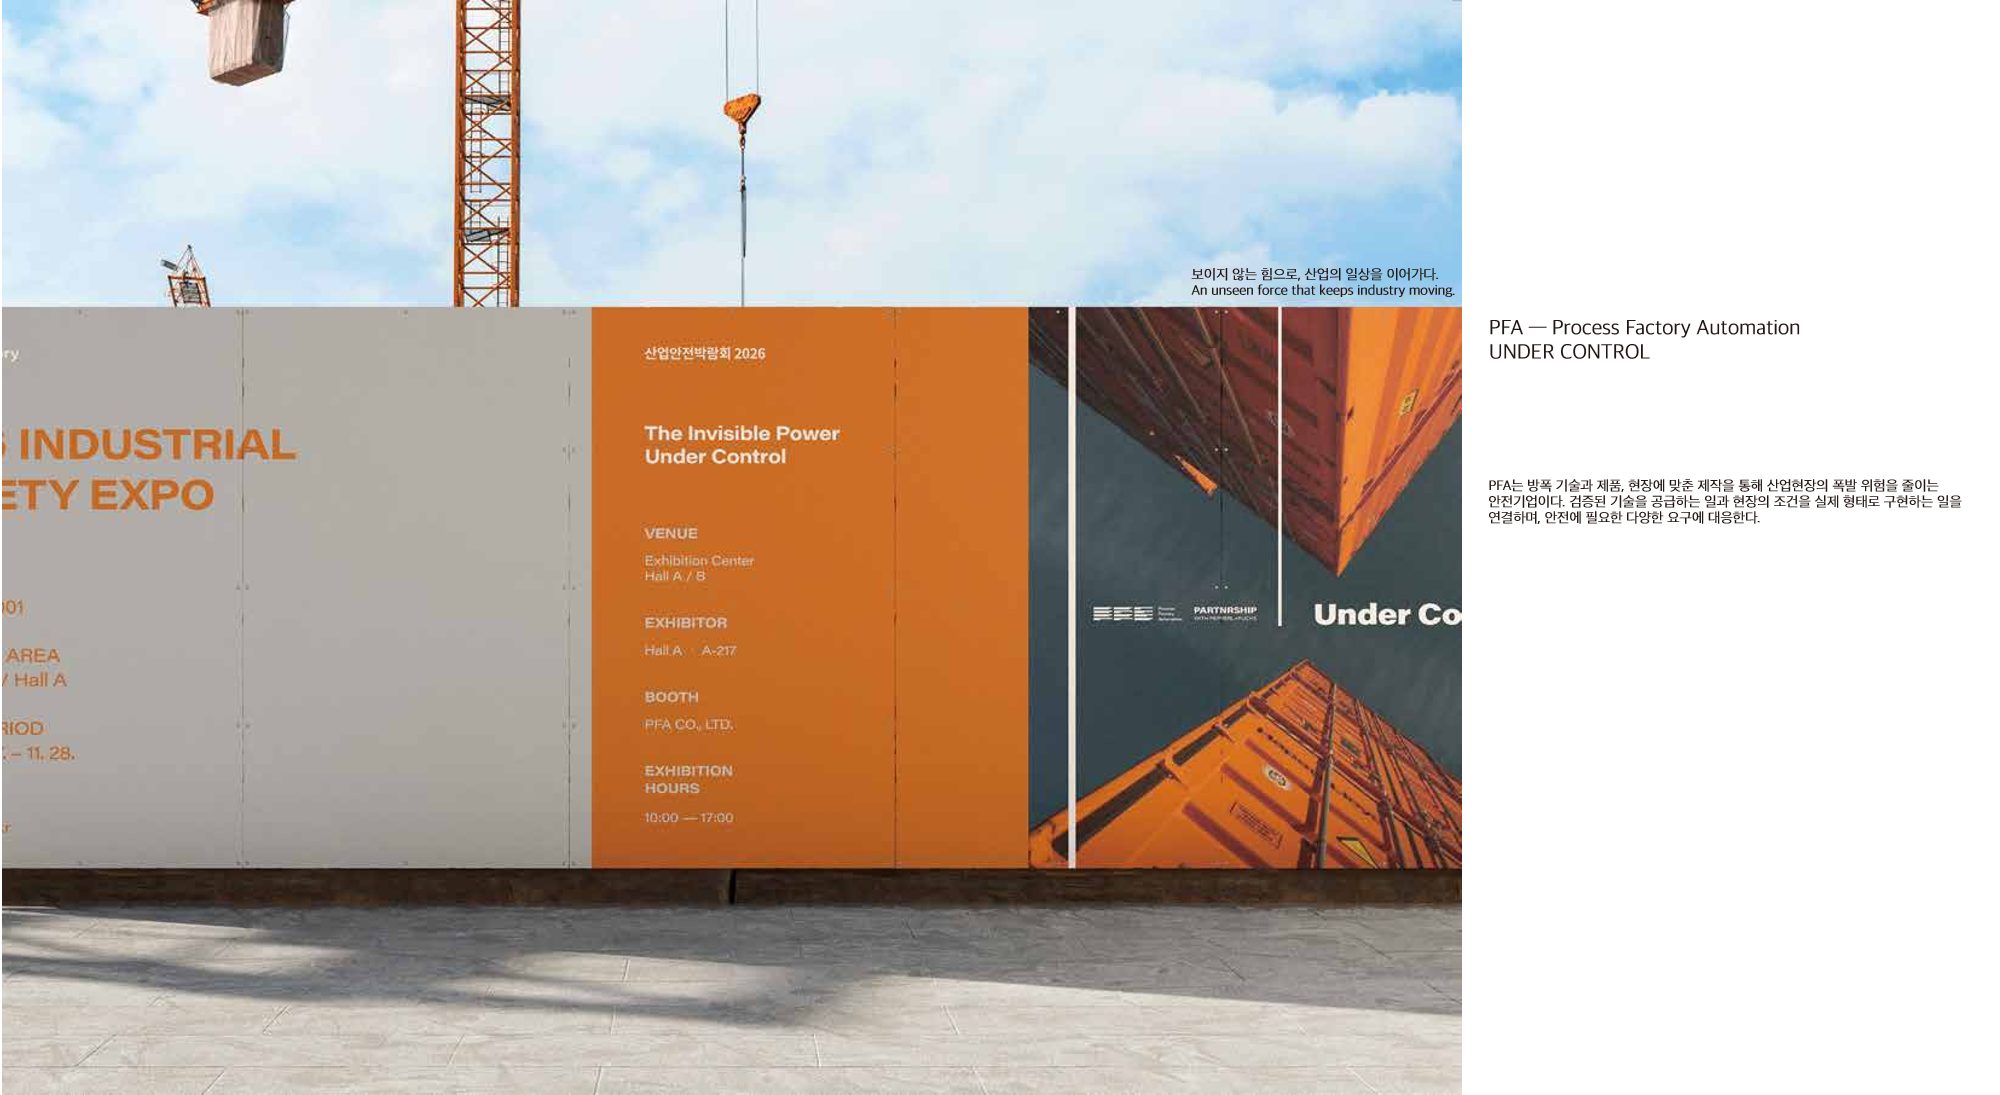 보이지 않는 힘으로, 산업의 일상을 이어가다.
An unseen force that keeps industry moving.
PFA — Process Factory Automation
UNDER CONTROL
PFA는 방폭 기술과 제품, 현장에 맞춘 제작을 통해 산업현장의 폭발 위험을 줄이는
안전기업이다. 검증된 기술을 공급하는 일과 현장의 조건을 실제 형태로 구현하는 일을
연결하며, 안전에 필요한 다양한 요구에 대응한다.
ry
INDUSTRIAL
ETY EXPO
001
AREA
/ Hall A
RIOD
. – 11. 28.
산업안전박람회 2026
The Invisible Power
Under Control
VENUE
Exhibition Center
Hall A / B
EXHIBITOR
Hall A · A-217
BOOTH
PFA CO., LTD.
EXHIBITION
HOURS
10:00 — 17:00
Process
Factory
Automation
PARTNRSHIP
WITH PEPPERL+FUCHS
Under Co